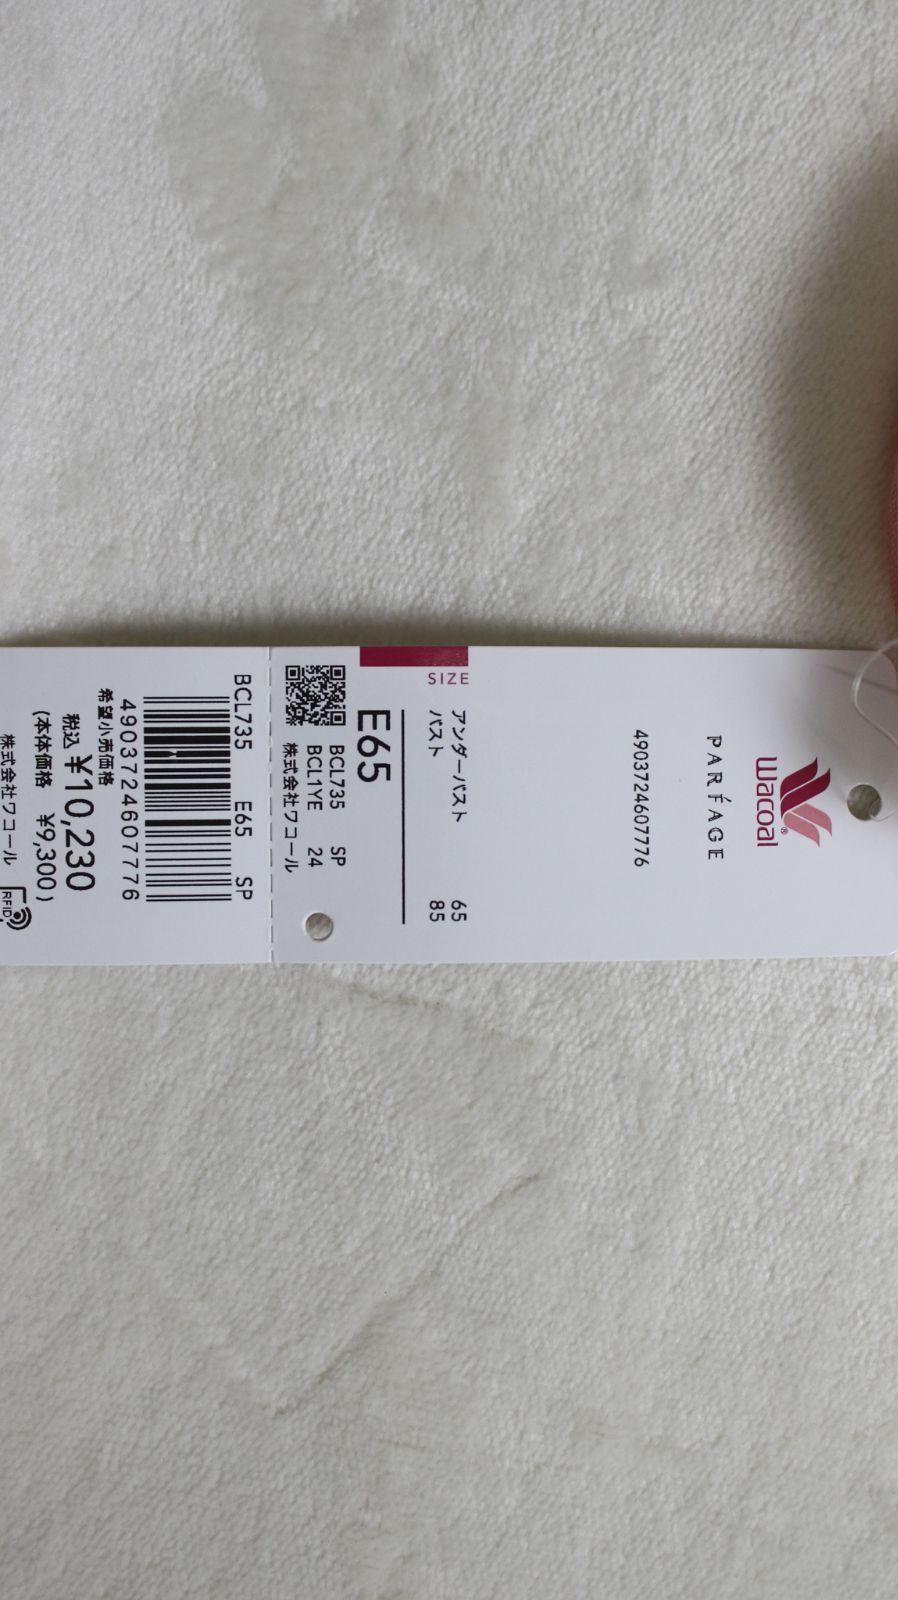 wacoal®
PARFAGE
4903724607776
SIZE
アンダーバスト 65
バスト 85
E65
BCL735 SP
BCL1YE 24
株式会社ワコール
BCL735 E65 SP
4903724607776
希望小売価格
税込 ¥10,230
(本体価格 ¥9,300)
株式会社ワコール
RFID